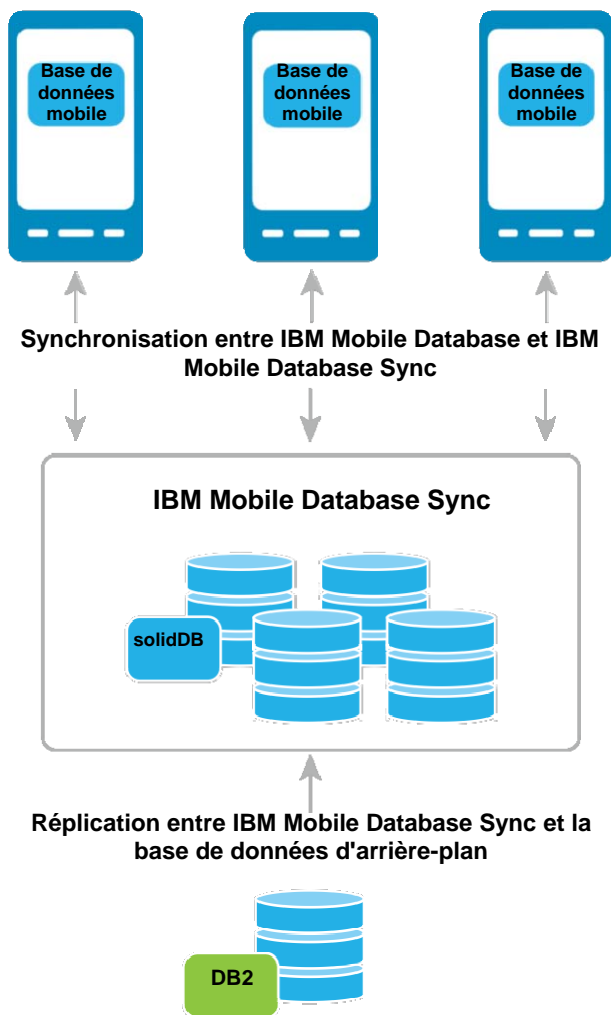 Base de
données
mobile
Base de
données
mobile
Base de
données
mobile
Synchronisation entre IBM Mobile Database et IBM
Mobile Database Sync
IBM Mobile Database Sync
solidDB
Réplication entre IBM Mobile Database Sync et la
base de données d'arrière-plan
DB2